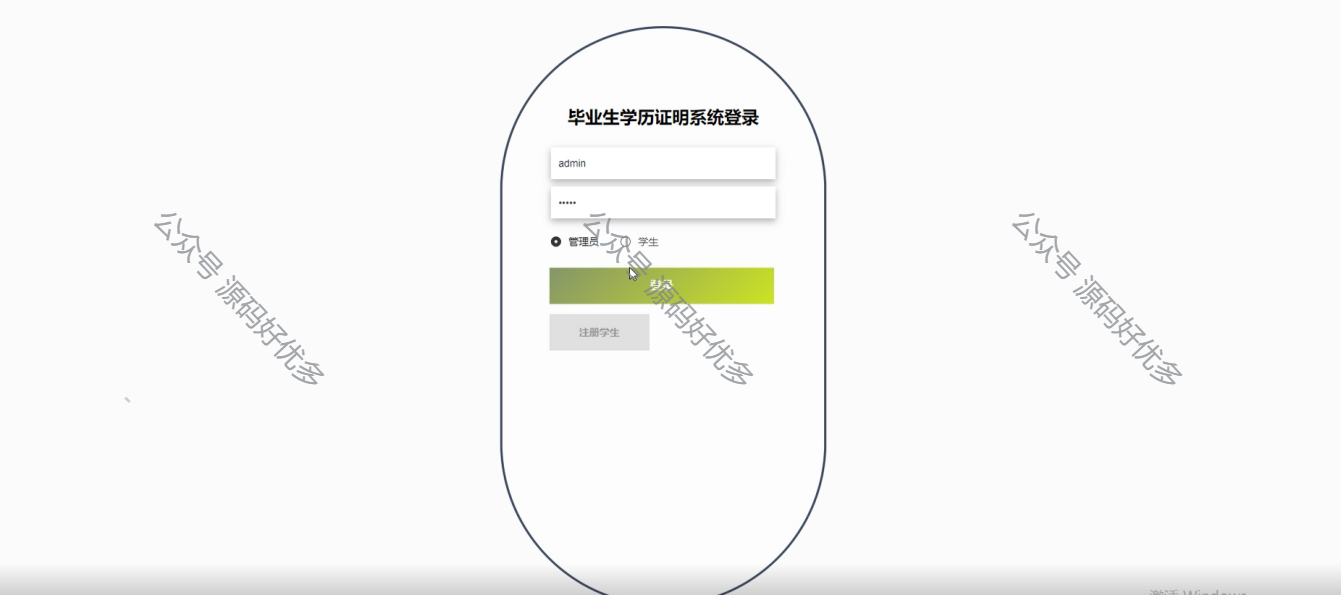 毕业生学历证明系统登录
admin
•••••
管理员 学生
登录
注册学生
公众号 源码好优多
公众号 源码好优多
公众号 源码好优多
激活 Windows